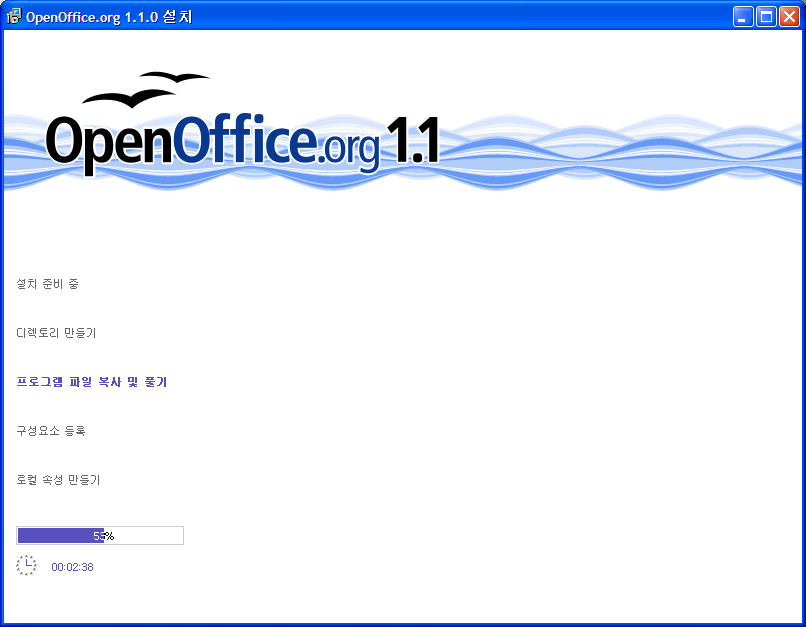 OpenOffice.org 1.1.0 설치
OpenOffice.org 1.1
설치 준비 중
디렉토리 만들기
프로그램 파일 복사 및 풀기
구성요소 등록
로컬 속성 만들기
53%
00:02:38